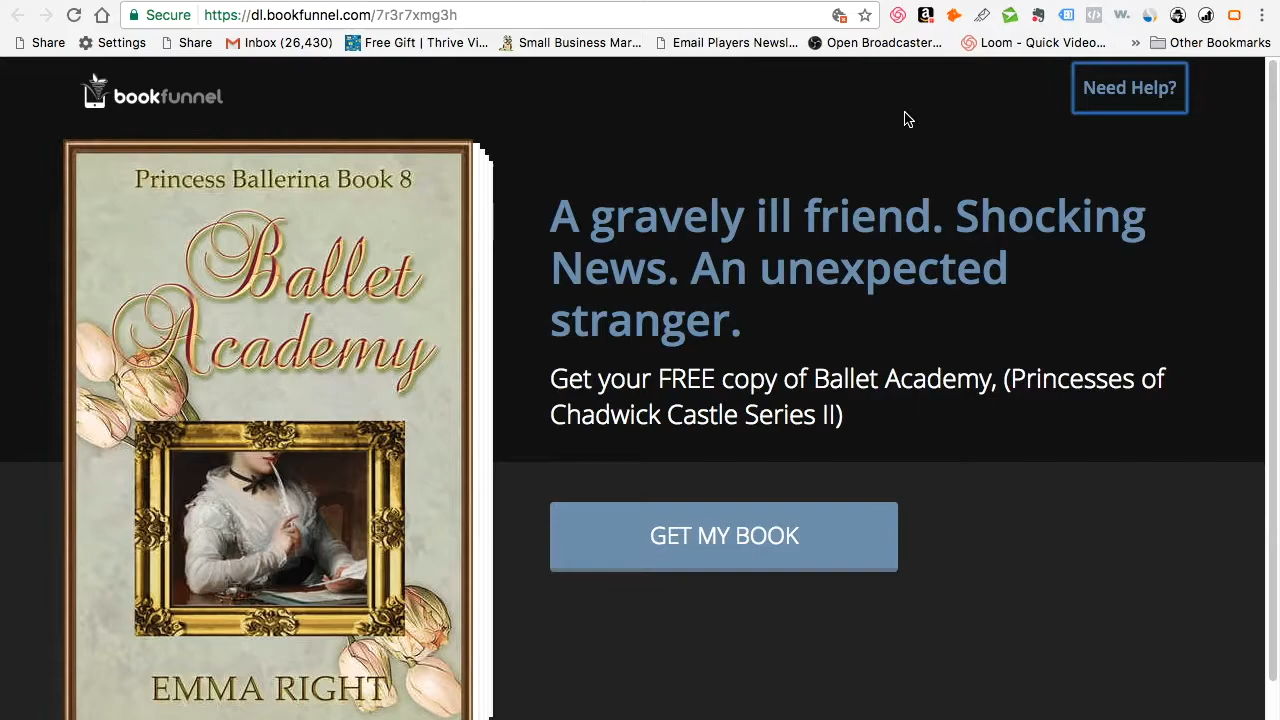 Secure
https://dl.bookfunnel.com/7r3r7xmg3h
w.
Share
Settings
Share
Inbox (26,430)
Free Gift | Thrive Vi...
Small Business Mar...
Email Players Newsl...
Open Broadcaster...
Loom - Quick Video...
»
Other Bookmarks
bookfunnel
Need Help?
Princess Ballerina Book 8
Ballet
Academy
EMMA RIGHT
A gravely ill friend. Shocking
News. An unexpected
stranger.
Get your FREE copy of Ballet Academy, (Princesses of
Chadwick Castle Series II)
GET MY BOOK